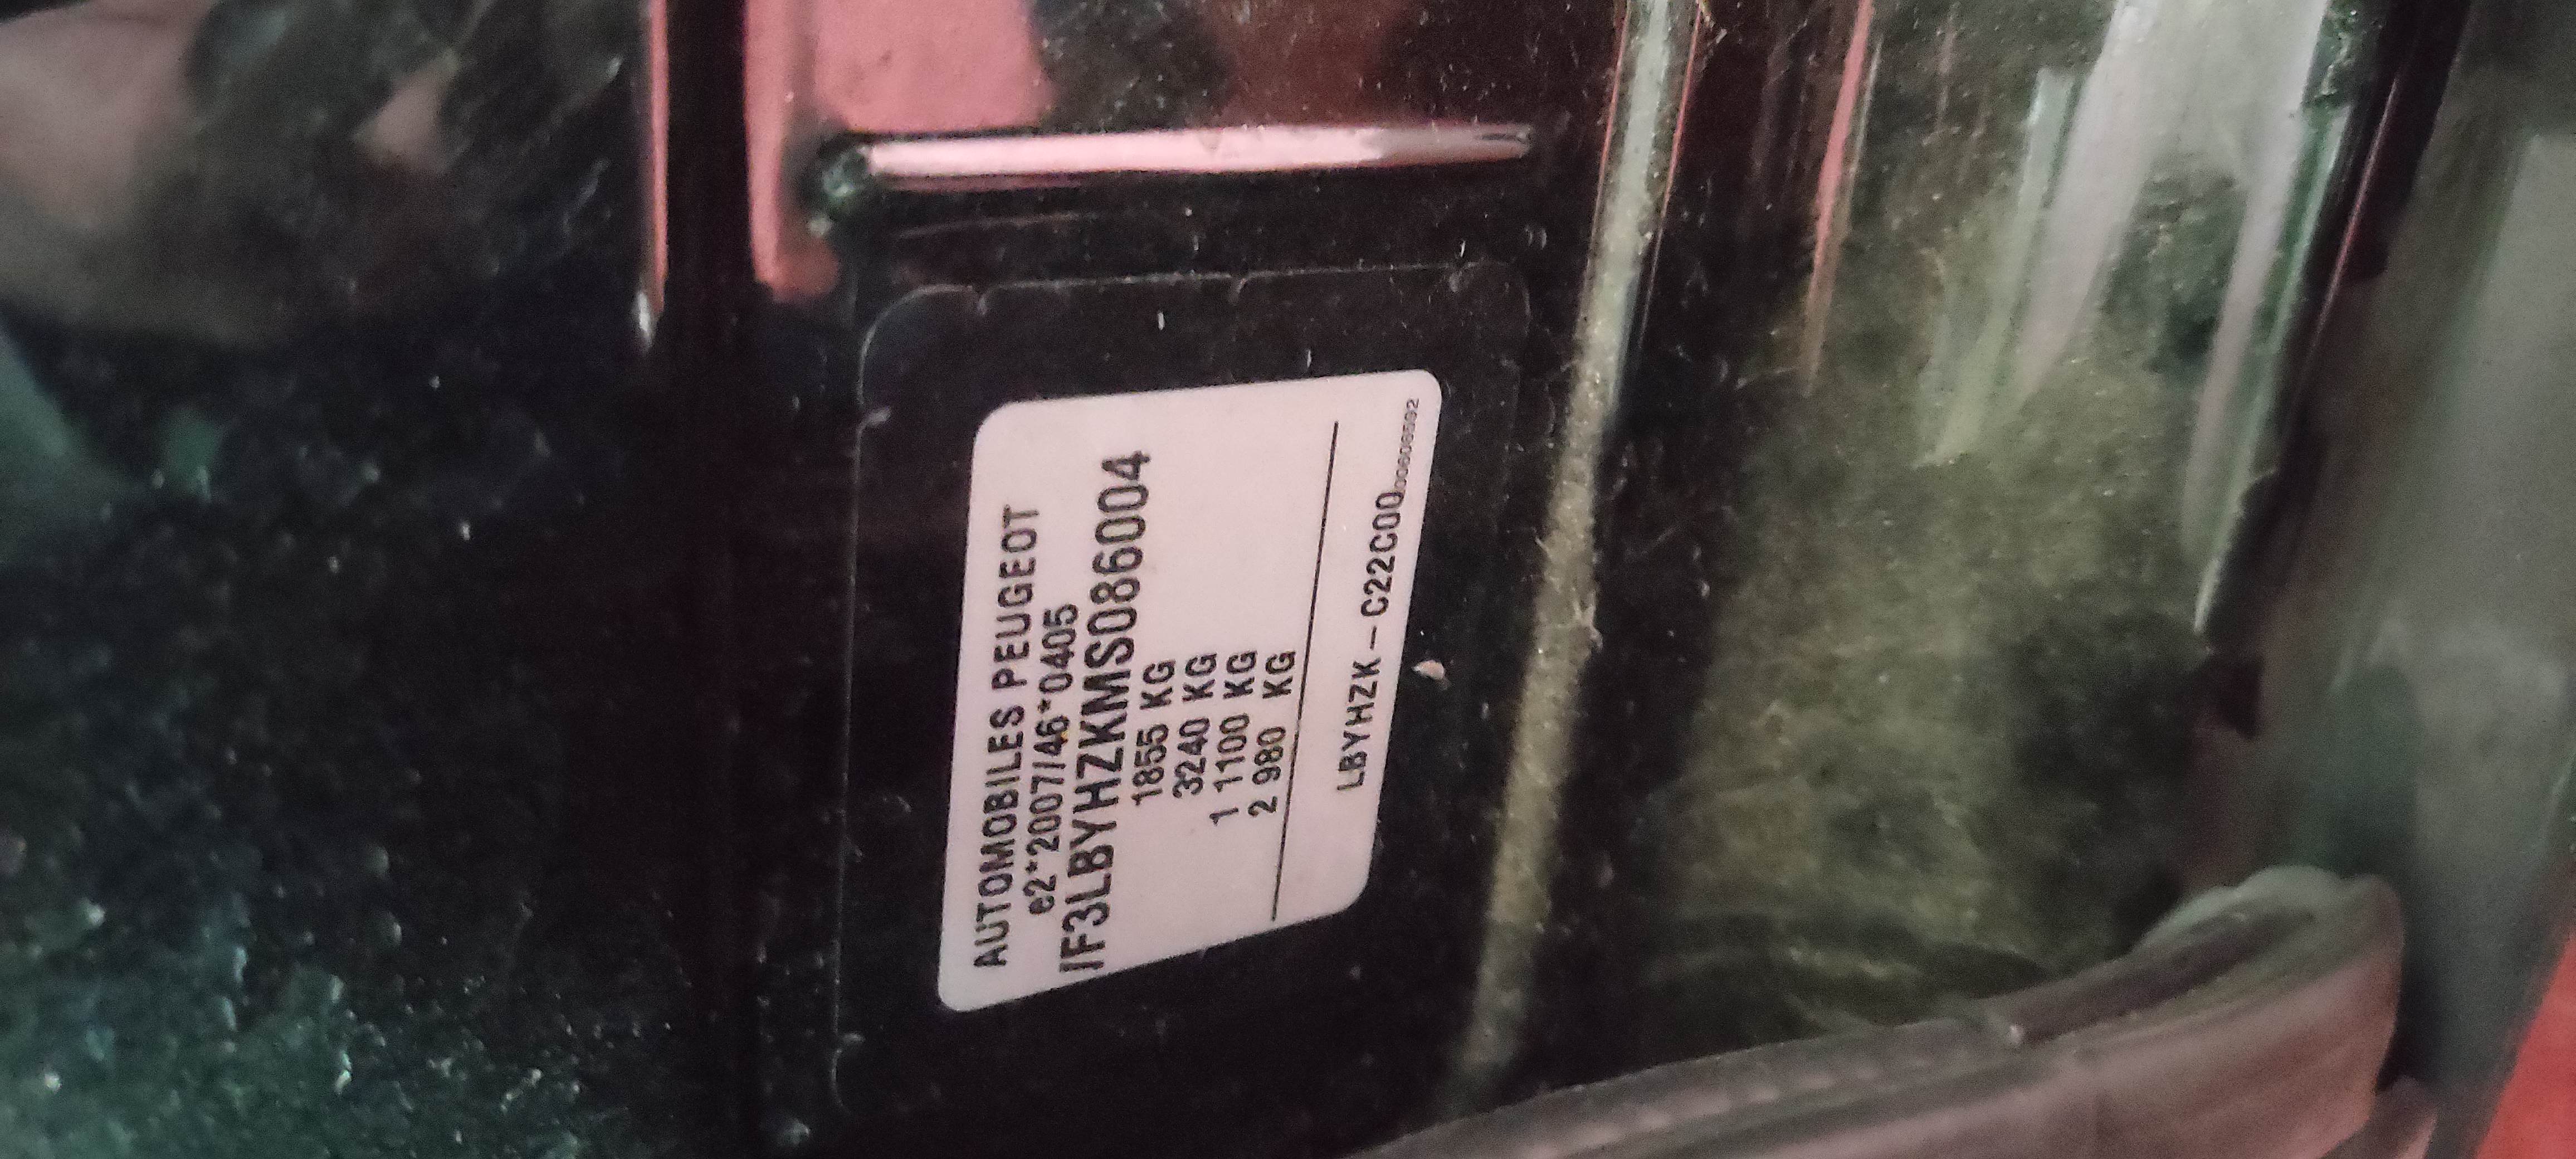 AUTOMOBILES PEUGEOT
e2*2007/46*0405
VF3LBYHZKMS086004
1855 KG
3240 KG
1 1100 KG
2 980 KG
LBYHZK-C22C00